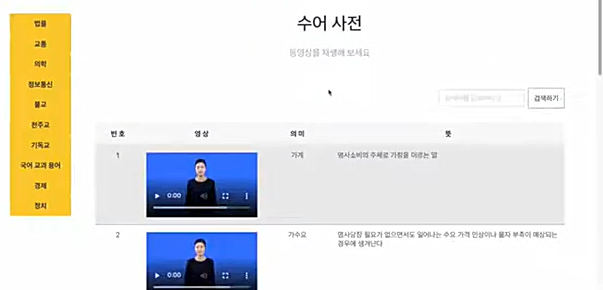 법률
교통
의학
정보통신
불교
천주교
기독교
국어 교과 용어
경제
정치
수어 사전
동영상을 재생해 보세요
검색하기
번호 영상 의미 뜻
1 가계 명사소비의 주체로 가정을 이르는 말
0:00
2 가수요 명사당장 필요가 없으면서도 일어나는 수요 가격 인상이나 물자 부족이 예상되는
경우에 생겨난다
0:00